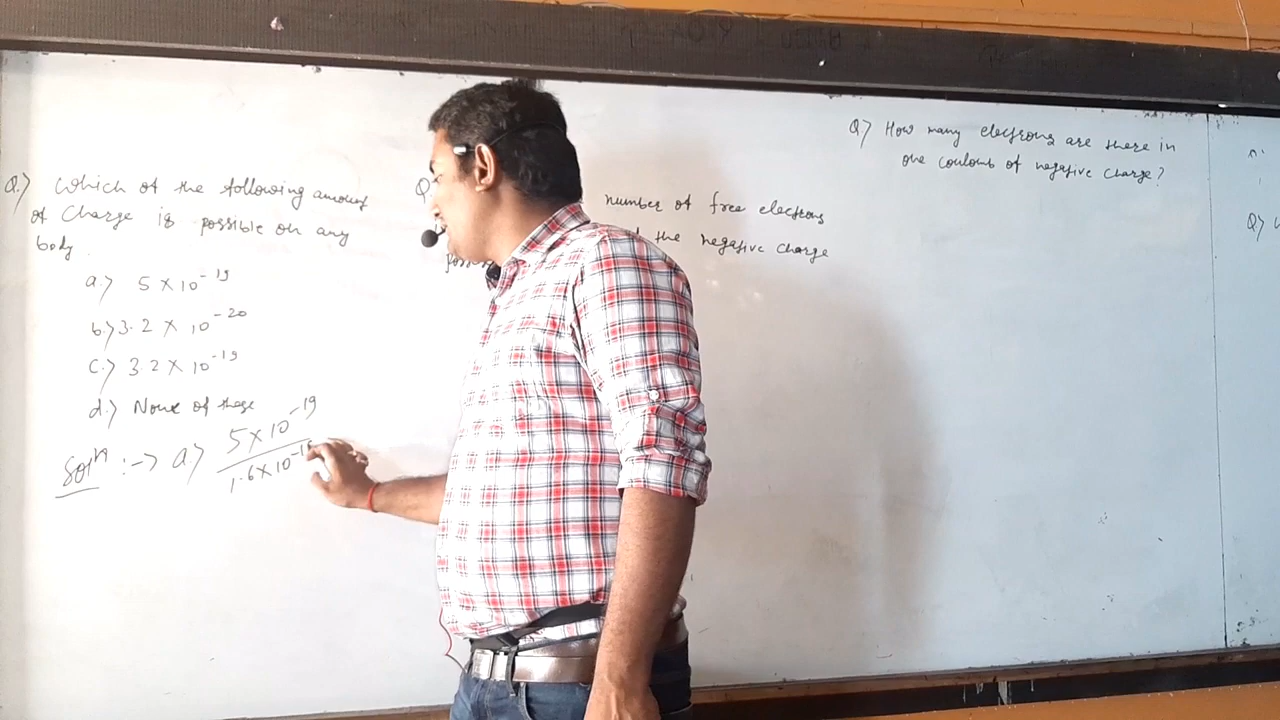 Q.) Which of the following amount
of Charge is possible on any
body.
a.) 5 × 10⁻¹⁹
b.) 3.2 × 10⁻²⁰
c.) 3.2 × 10⁻¹⁹
d.) None of these
Solⁿ :-> a) 5×10⁻¹⁹
1.6×10
Q
number of free electrons
the negative charge
Q) How many electrons are there in
one coulomb of negative charge?
Q)